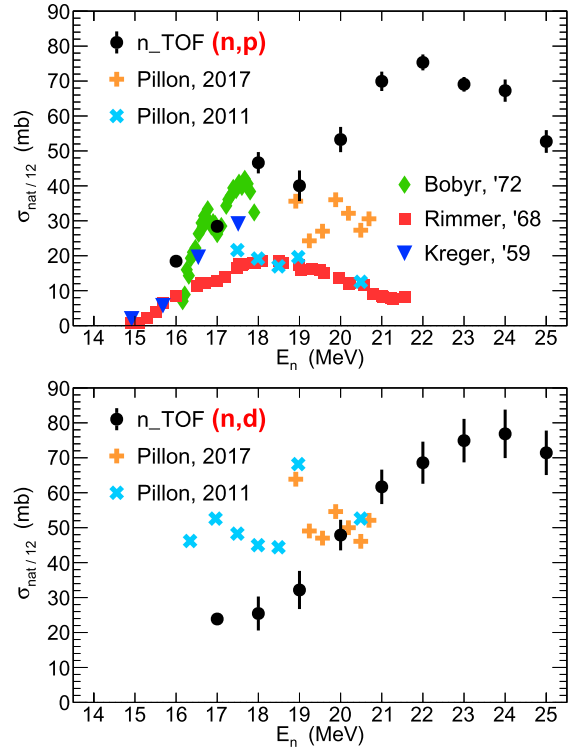 90
80
70
60
50
40
30
20
10
0
σnat / 12 (mb)
n_TOF (n,p)
Pillon, 2017
Pillon, 2011
Bobyr, '72
Rimmer, '68
Kreger, '59
14 15 16 17 18 19 20 21 22 23 24 25
En (MeV)
90
80
70
60
50
40
30
20
10
0
σnat / 12 (mb)
n_TOF (n,d)
Pillon, 2017
Pillon, 2011
14 15 16 17 18 19 20 21 22 23 24 25
En (MeV)